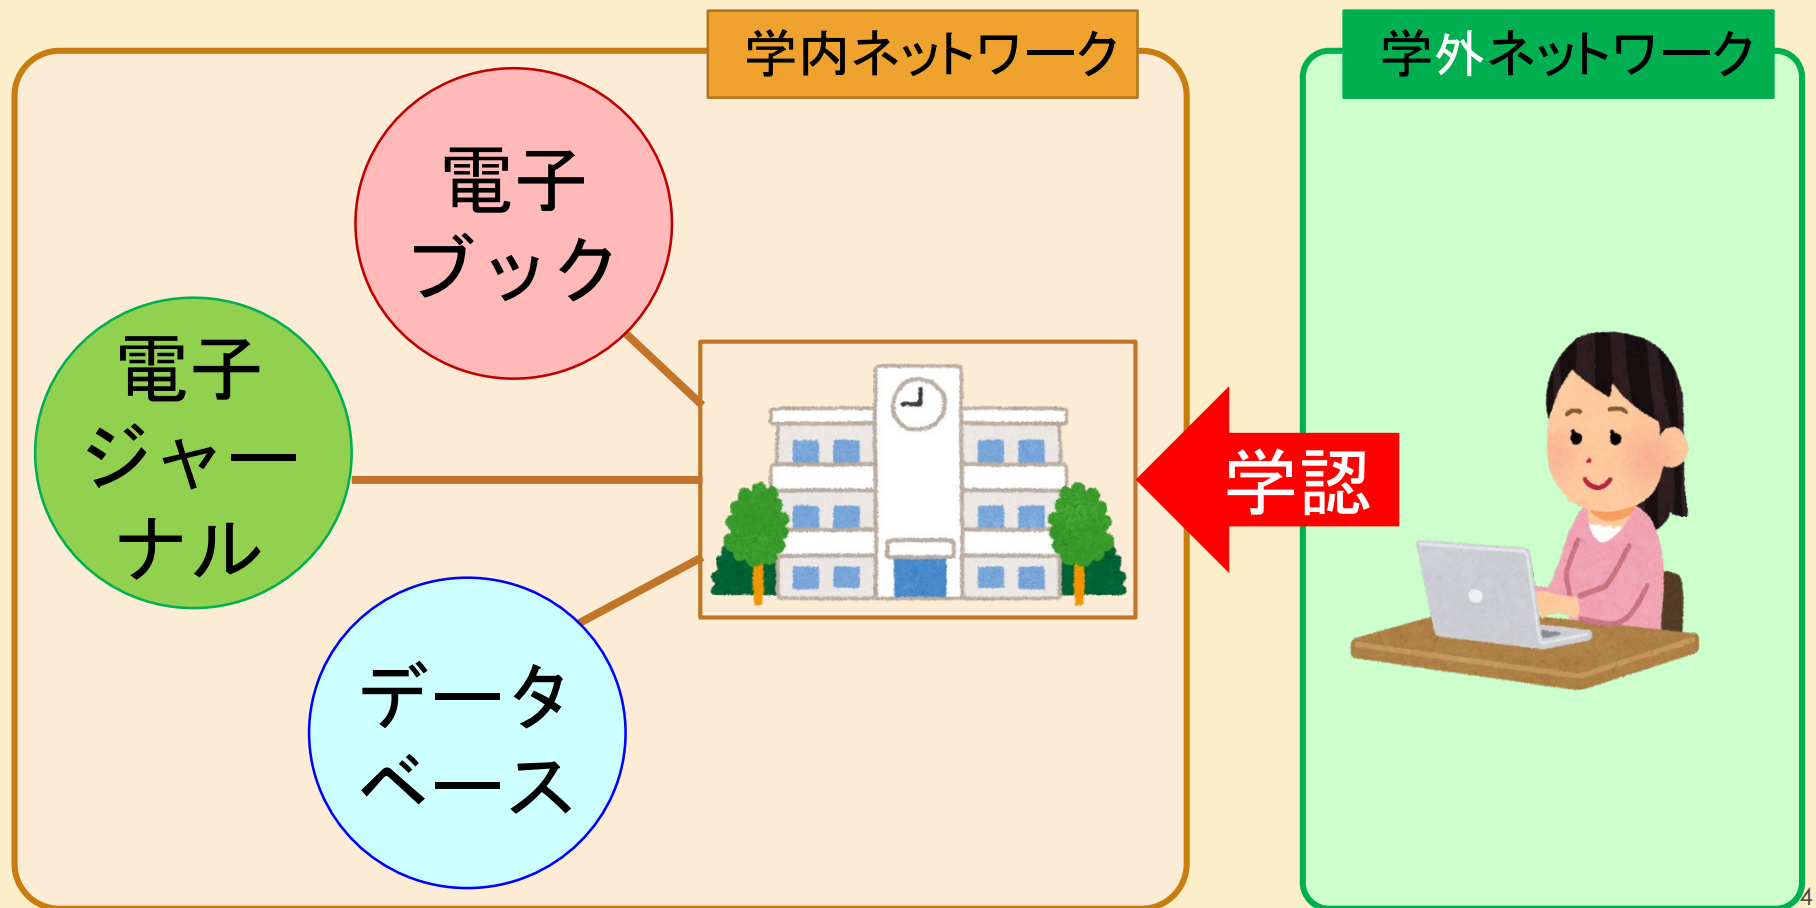 学内ネットワーク
学外ネットワーク
電子
ブック
電子
ジャー
ナル
学認
データ
ベース
4